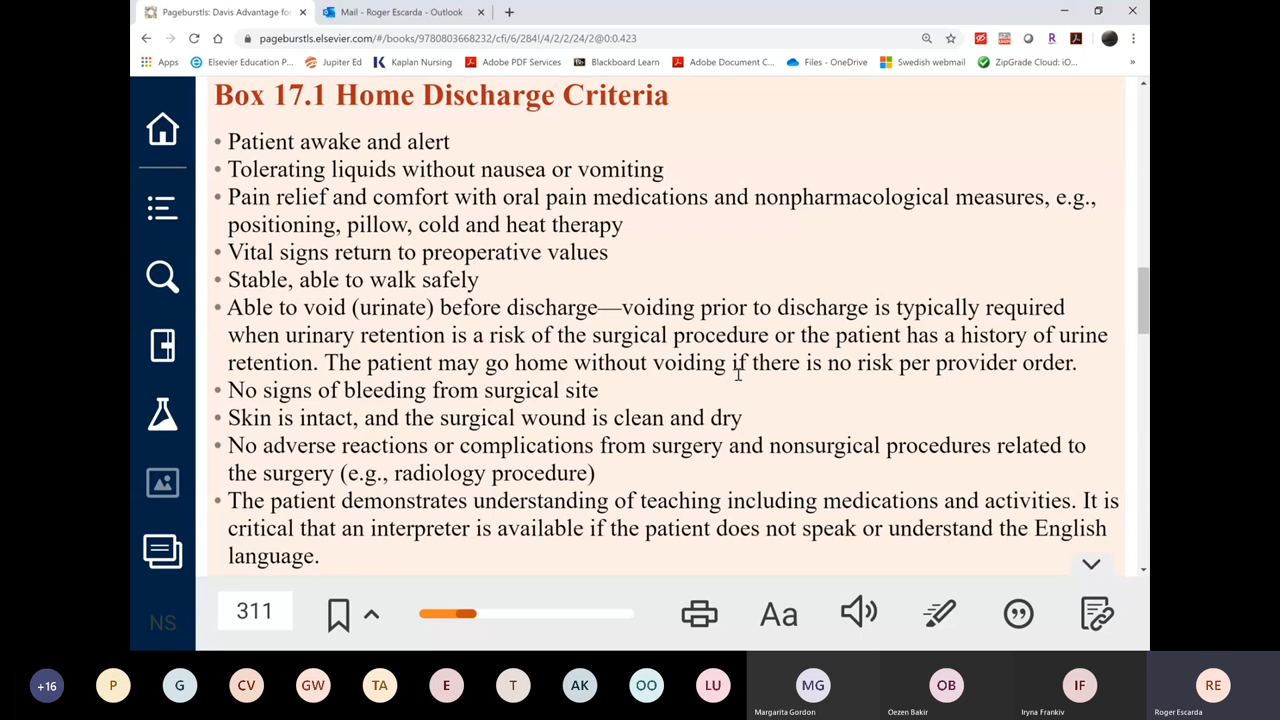 Pageburstls: Davis Advantage for
Mail - Roger Escarda - Outlook
pageburstls.elsevier.com/#/books/9780803668232/cfi/6/284!/4/2/2/24/2@0:0.423
Apps
Elsevier Education P...
Jupiter Ed
Kaplan Nursing
Adobe PDF Services
Blackboard Learn
Adobe Document C...
Files - OneDrive
Swedish webmail
ZipGrade Cloud: iO...
»
Box 17.1 Home Discharge Criteria
• Patient awake and alert
• Tolerating liquids without nausea or vomiting
• Pain relief and comfort with oral pain medications and nonpharmacological measures, e.g.,
positioning, pillow, cold and heat therapy
• Vital signs return to preoperative values
• Stable, able to walk safely
• Able to void (urinate) before discharge—voiding prior to discharge is typically required
when urinary retention is a risk of the surgical procedure or the patient has a history of urine
retention. The patient may go home without voiding if there is no risk per provider order.
• No signs of bleeding from surgical site
• Skin is intact, and the surgical wound is clean and dry
• No adverse reactions or complications from surgery and nonsurgical procedures related to
the surgery (e.g., radiology procedure)
• The patient demonstrates understanding of teaching including medications and activities. It is
critical that an interpreter is available if the patient does not speak or understand the English
language.
NS
311
Aa
+16
P
G
CV
GW
TA
E
T
AK
OO
LU
MG
OB
IF
RE
Margarita Gordon
Oezen Bakir
Iryna Frankiv
Roger Escarda